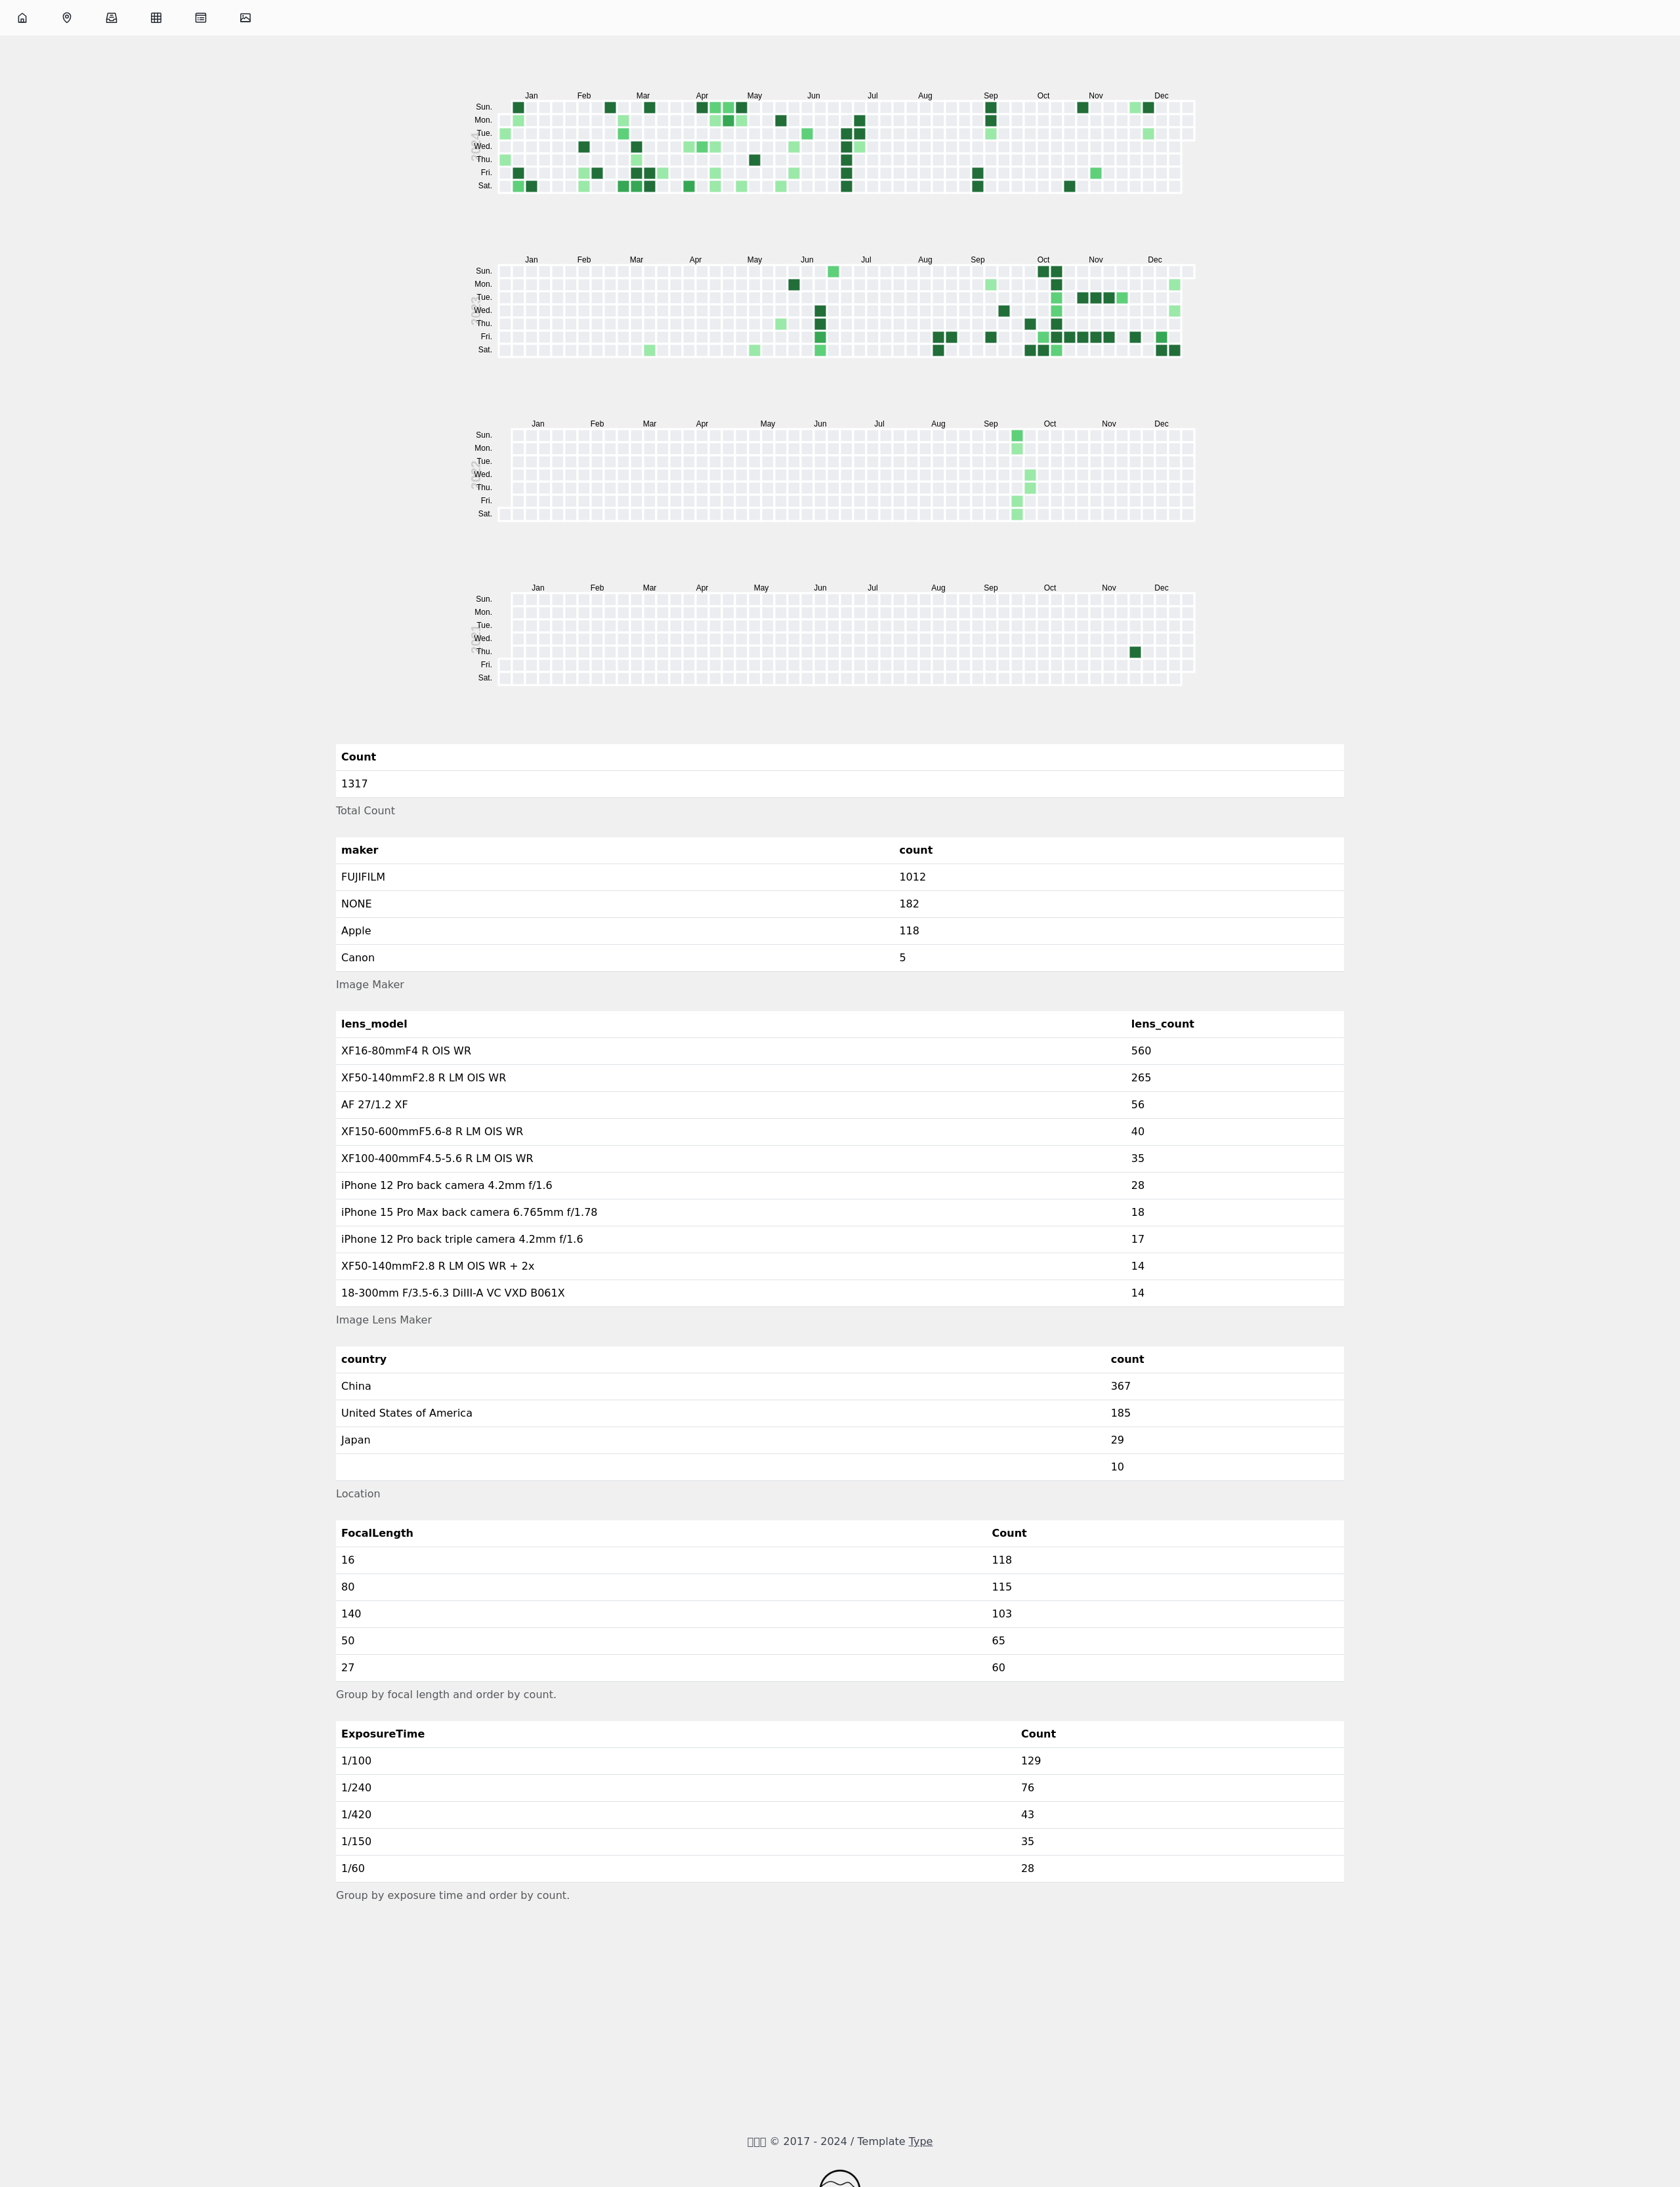 Jan Feb Mar Apr May Jun Jul Aug Sep Oct Nov Dec
Sun.
Mon.
Tue.
2024
Wed.
Thu.
Fri.
Sat.
Jan Feb Mar Apr May Jun Jul Aug Sep Oct Nov Dec
Sun.
Mon.
Tue.
2023
Wed.
Thu.
Fri.
Sat.
Jan Feb Mar Apr May Jun Jul Aug Sep Oct Nov Dec
Sun.
Mon.
Tue.
2022
Wed.
Thu.
Fri.
Sat.
Jan Feb Mar Apr May Jun Jul Aug Sep Oct Nov Dec
Sun.
Mon.
Tue.
2021
Wed.
Thu.
Fri.
Sat.
Count
1317
Total Count
maker count
FUJIFILM 1012
NONE 182
Apple 118
Canon 5
Image Maker
lens_model lens_count
XF16-80mmF4 R OIS WR 560
XF50-140mmF2.8 R LM OIS WR 265
AF 27/1.2 XF 56
XF150-600mmF5.6-8 R LM OIS WR 40
XF100-400mmF4.5-5.6 R LM OIS WR 35
iPhone 12 Pro back camera 4.2mm f/1.6 28
iPhone 15 Pro Max back camera 6.765mm f/1.78 18
iPhone 12 Pro back triple camera 4.2mm f/1.6 17
XF50-140mmF2.8 R LM OIS WR + 2x 14
18-300mm F/3.5-6.3 DiIII-A VC VXD B061X 14
Image Lens Maker
country count
China 367
United States of America 185
Japan 29
10
Location
FocalLength Count
16 118
80 115
140 103
50 65
27 60
Group by focal length and order by count.
ExposureTime Count
1/100 129
1/240 76
1/420 43
1/150 35
1/60 28
Group by exposure time and order by count.
© 2017 - 2024 / Template Type